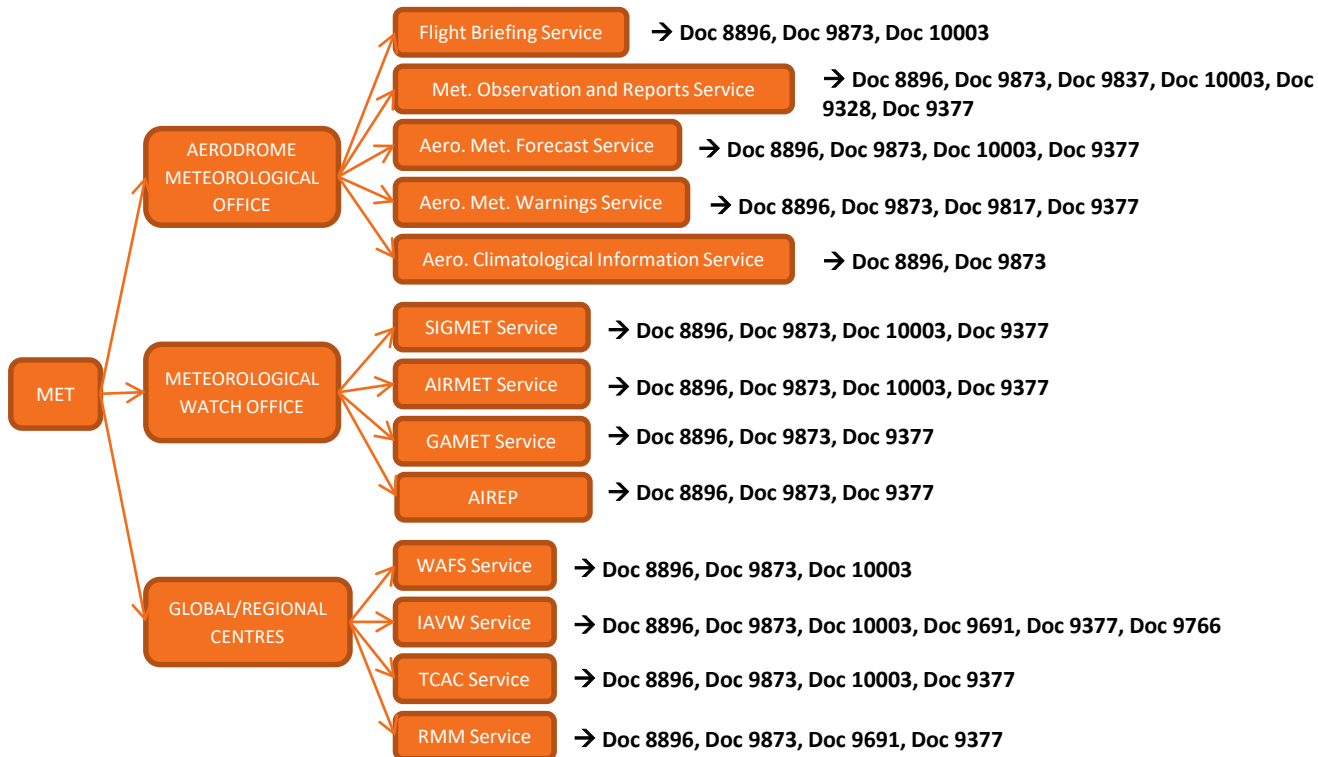 MET
AERODROME
METEOROLOGICAL
OFFICE
Flight Briefing Service
→ Doc 8896, Doc 9873, Doc 10003
Met. Observation and Reports Service
→ Doc 8896, Doc 9873, Doc 9837, Doc 10003, Doc
9328, Doc 9377
Aero. Met. Forecast Service
→ Doc 8896, Doc 9873, Doc 10003, Doc 9377
Aero. Met. Warnings Service
→ Doc 8896, Doc 9873, Doc 9817, Doc 9377
Aero. Climatological Information Service
→ Doc 8896, Doc 9873
METEOROLOGICAL
WATCH OFFICE
SIGMET Service
→ Doc 8896, Doc 9873, Doc 10003, Doc 9377
AIRMET Service
→ Doc 8896, Doc 9873, Doc 10003, Doc 9377
GAMET Service
→ Doc 8896, Doc 9873, Doc 9377
AIREP
→ Doc 8896, Doc 9873, Doc 9377
GLOBAL/REGIONAL
CENTRES
WAFS Service
→ Doc 8896, Doc 9873, Doc 10003
IAVW Service
→ Doc 8896, Doc 9873, Doc 10003, Doc 9691, Doc 9377, Doc 9766
TCAC Service
→ Doc 8896, Doc 9873, Doc 10003, Doc 9377
RMM Service
→ Doc 8896, Doc 9873, Doc 9691, Doc 9377